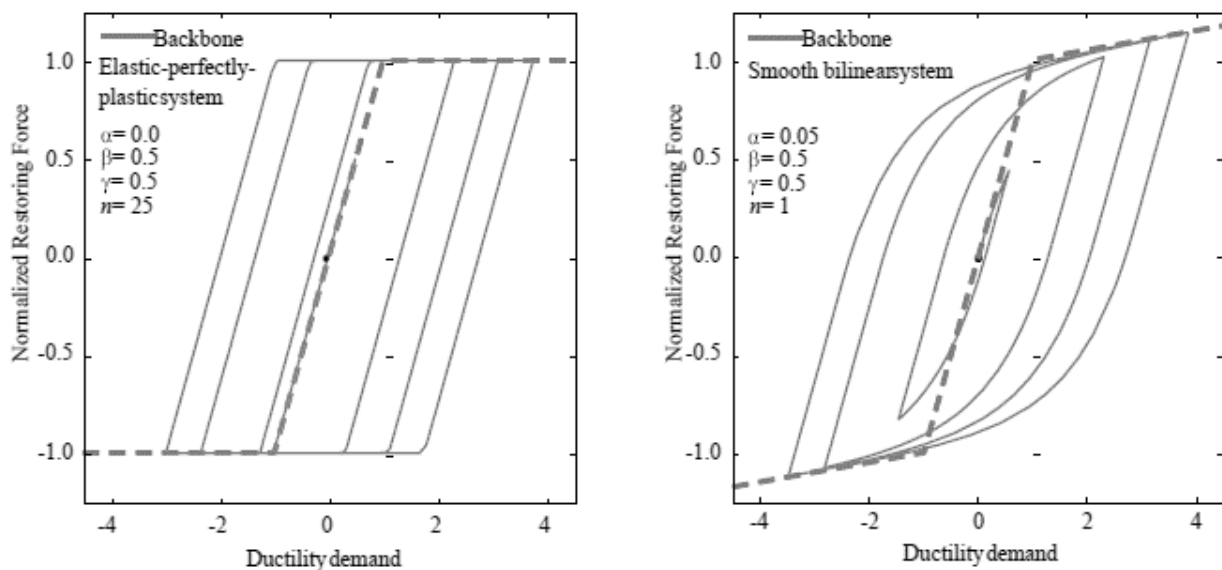 Backbone
Elastic-perfectly-
plastic system
α= 0.0
β= 0.5
γ= 0.5
n= 25
1.0
0.5
0.0
-0.5
-1.0
Normalized Restoring Force
-4 -2 0 2 4
Ductility demand
Backbone
Smooth bilinearsystem
α= 0.05
β= 0.5
γ= 0.5
n= 1
1.0
0.5
0.0
-0.5
-1.0
Normalized Restoring Force
-4 -2 0 2 4
Ductility demand